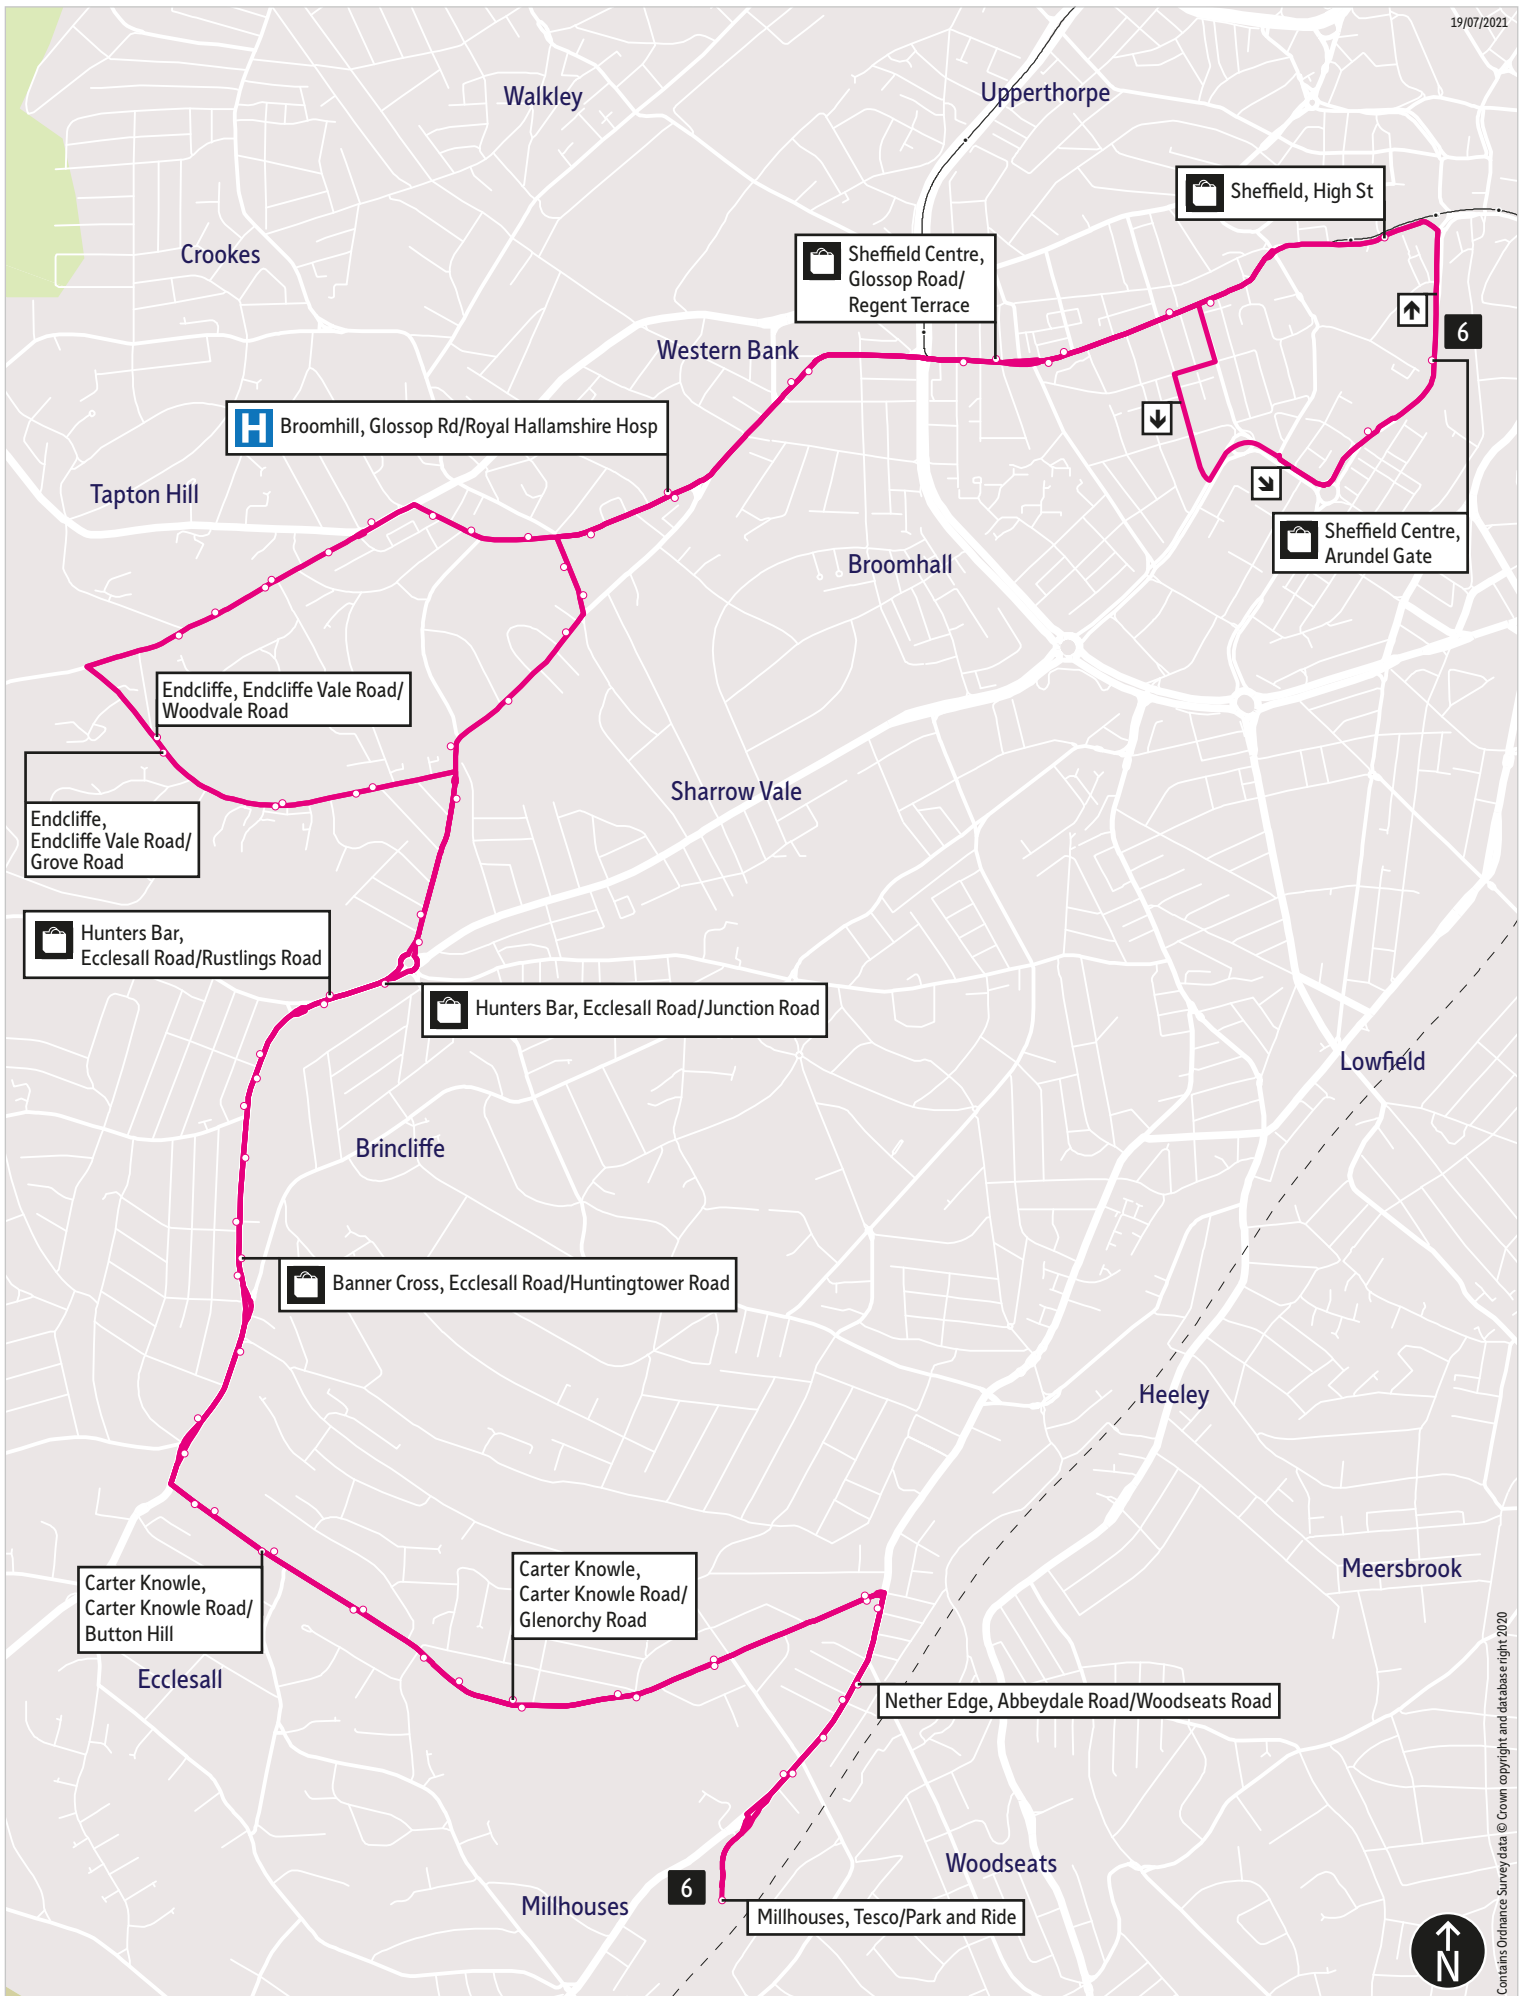 19/07/2021
Walkley
Upperthorpe
Sheffield, High St
Crookes
Sheffield Centre,
Glossop Road/
Regent Terrace
6
Western Bank
H
Broomhill, Glossop Rd/Royal Hallamshire Hosp
Tapton Hill
Sheffield Centre,
Arundel Gate
Broomhall
Endcliffe, Endcliffe Vale Road/
Woodvale Road
Sharrow Vale
Endcliffe,
Endcliffe Vale Road/
Grove Road
Hunters Bar,
Ecclesall Road/Rustlings Road
Hunters Bar, Ecclesall Road/Junction Road
Lowfield
Brincliffe
Banner Cross, Ecclesall Road/Huntingtower Road
Heeley
Carter Knowle,
Carter Knowle Road/
Button Hill
Carter Knowle,
Carter Knowle Road/
Glenorchy Road
Meersbrook
Ecclesall
Nether Edge, Abbeydale Road/Woodseats Road
Woodseats
6
Millhouses
Millhouses, Tesco/Park and Ride
N
Contains Ordnance Survey data © Crown copyright and database right 2020